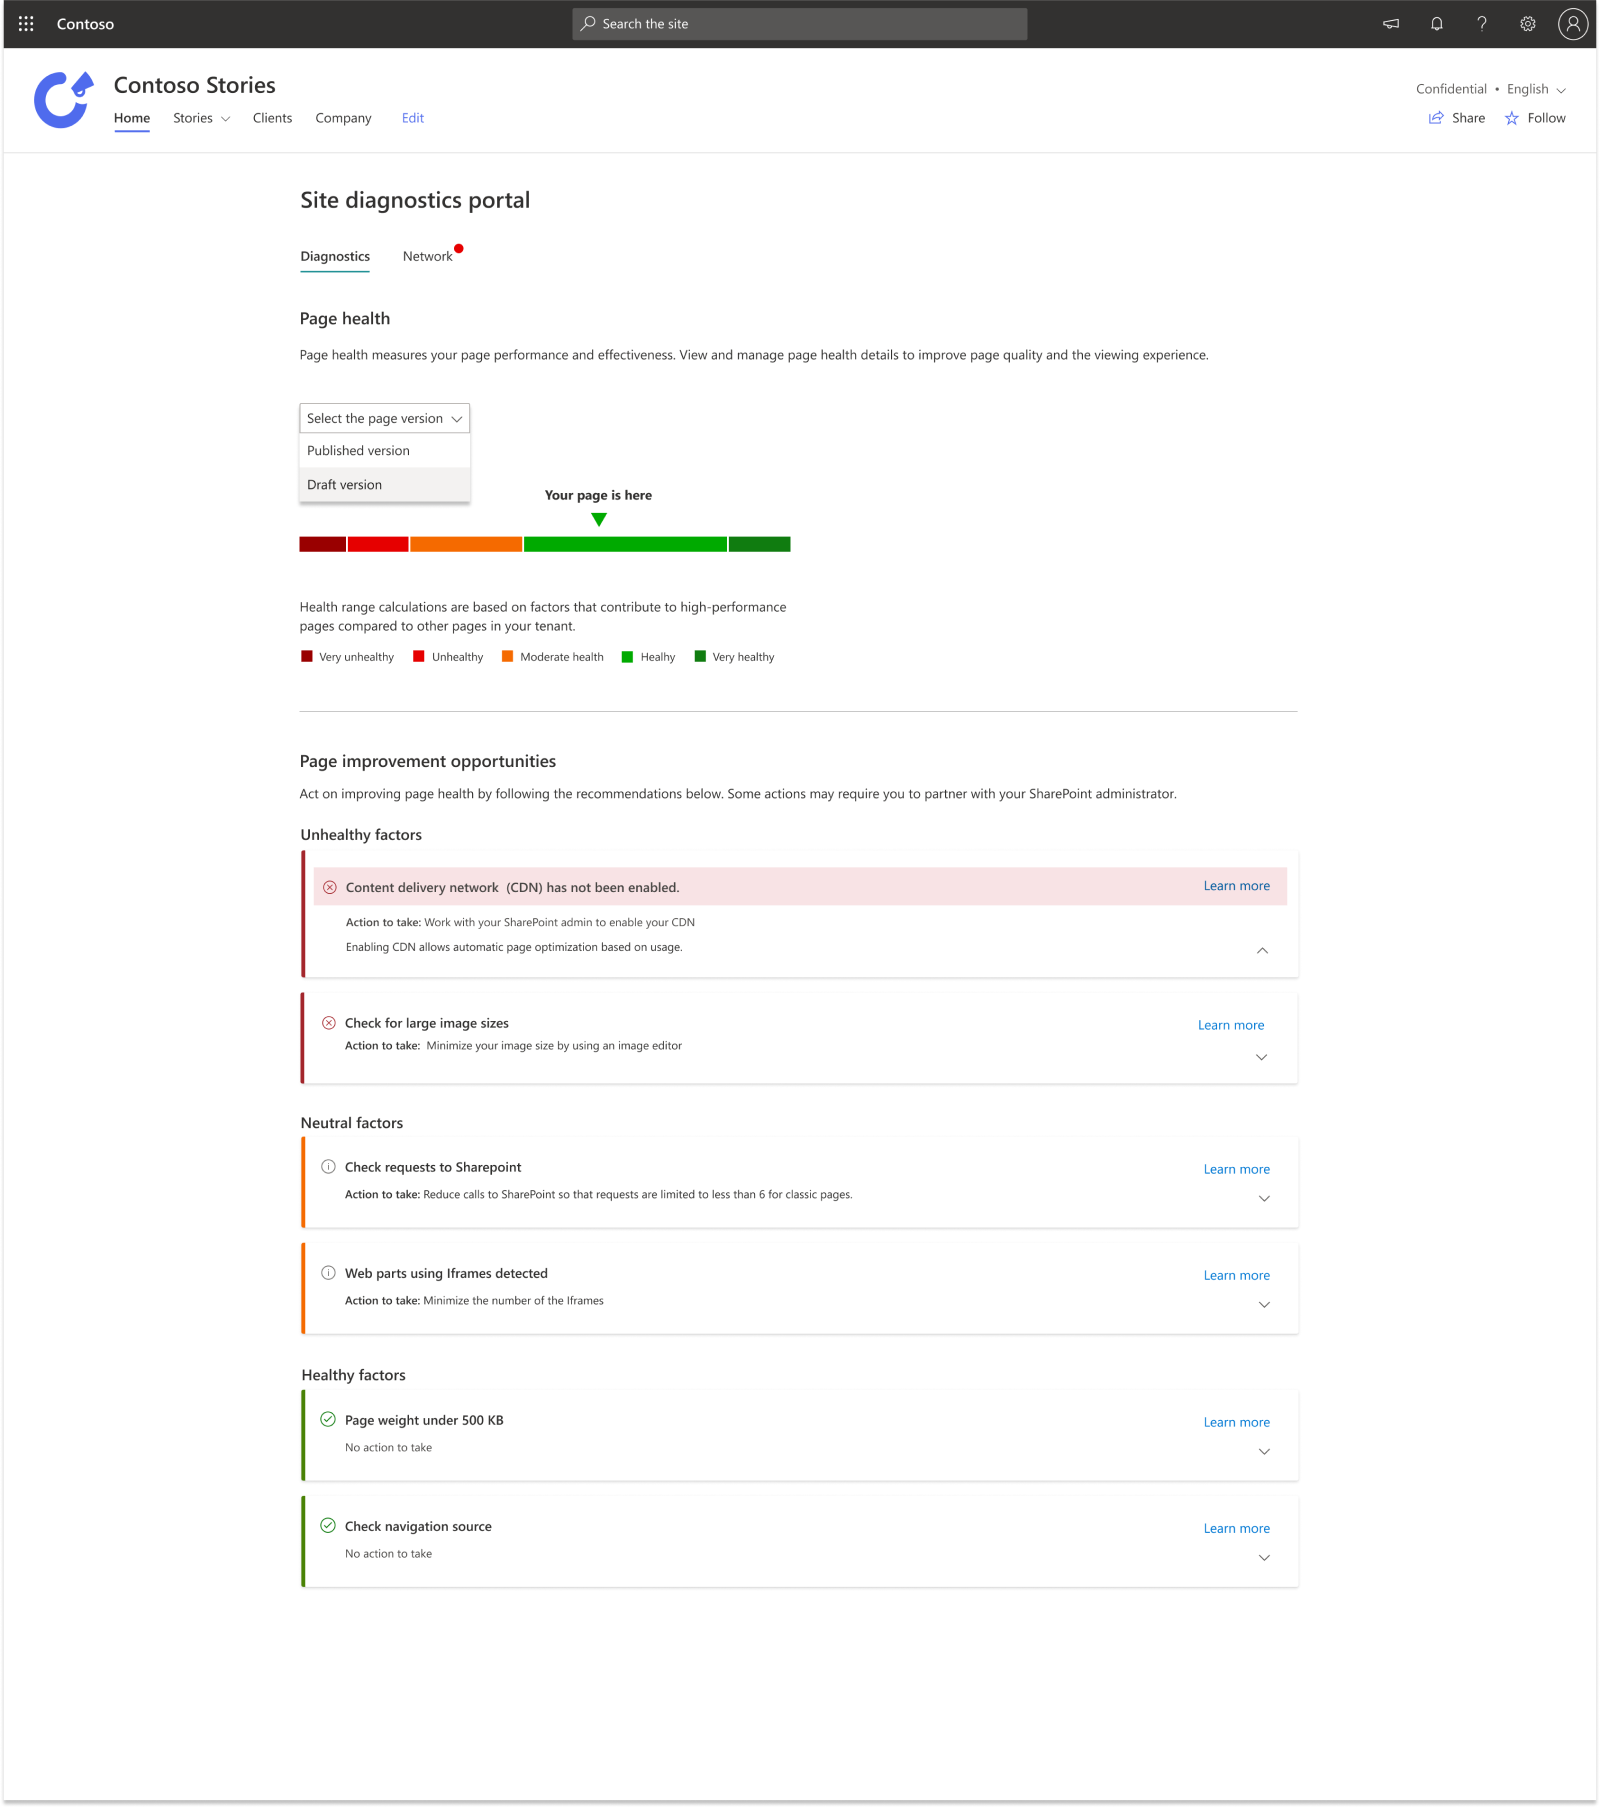 Contoso
Search the site
Contoso Stories
Confidential • English
Home Stories Clients Company Edit
Share Follow
Site diagnostics portal
Diagnostics Network
Page health
Page health measures your page performance and effectiveness. View and manage page health details to improve page quality and the viewing experience.
Select the page version
Published version
Draft version
Your page is here
Health range calculations are based on factors that contribute to high-performance
pages compared to other pages in your tenant.
Very unhealthy Unhealthy Moderate health Healhy Very healthy
Page improvement opportunities
Act on improving page health by following the recommendations below. Some actions may require you to partner with your SharePoint administrator.
Unhealthy factors
Content delivery network (CDN) has not been enabled. Learn more
Action to take: Work with your SharePoint admin to enable your CDN
Enabling CDN allows automatic page optimization based on usage.
Check for large image sizes Learn more
Action to take: Minimize your image size by using an image editor
Neutral factors
Check requests to Sharepoint Learn more
Action to take: Reduce calls to SharePoint so that requests are limited to less than 6 for classic pages.
Web parts using Iframes detected Learn more
Action to take: Minimize the number of the Iframes
Healthy factors
Page weight under 500 KB Learn more
No action to take
Check navigation source Learn more
No action to take